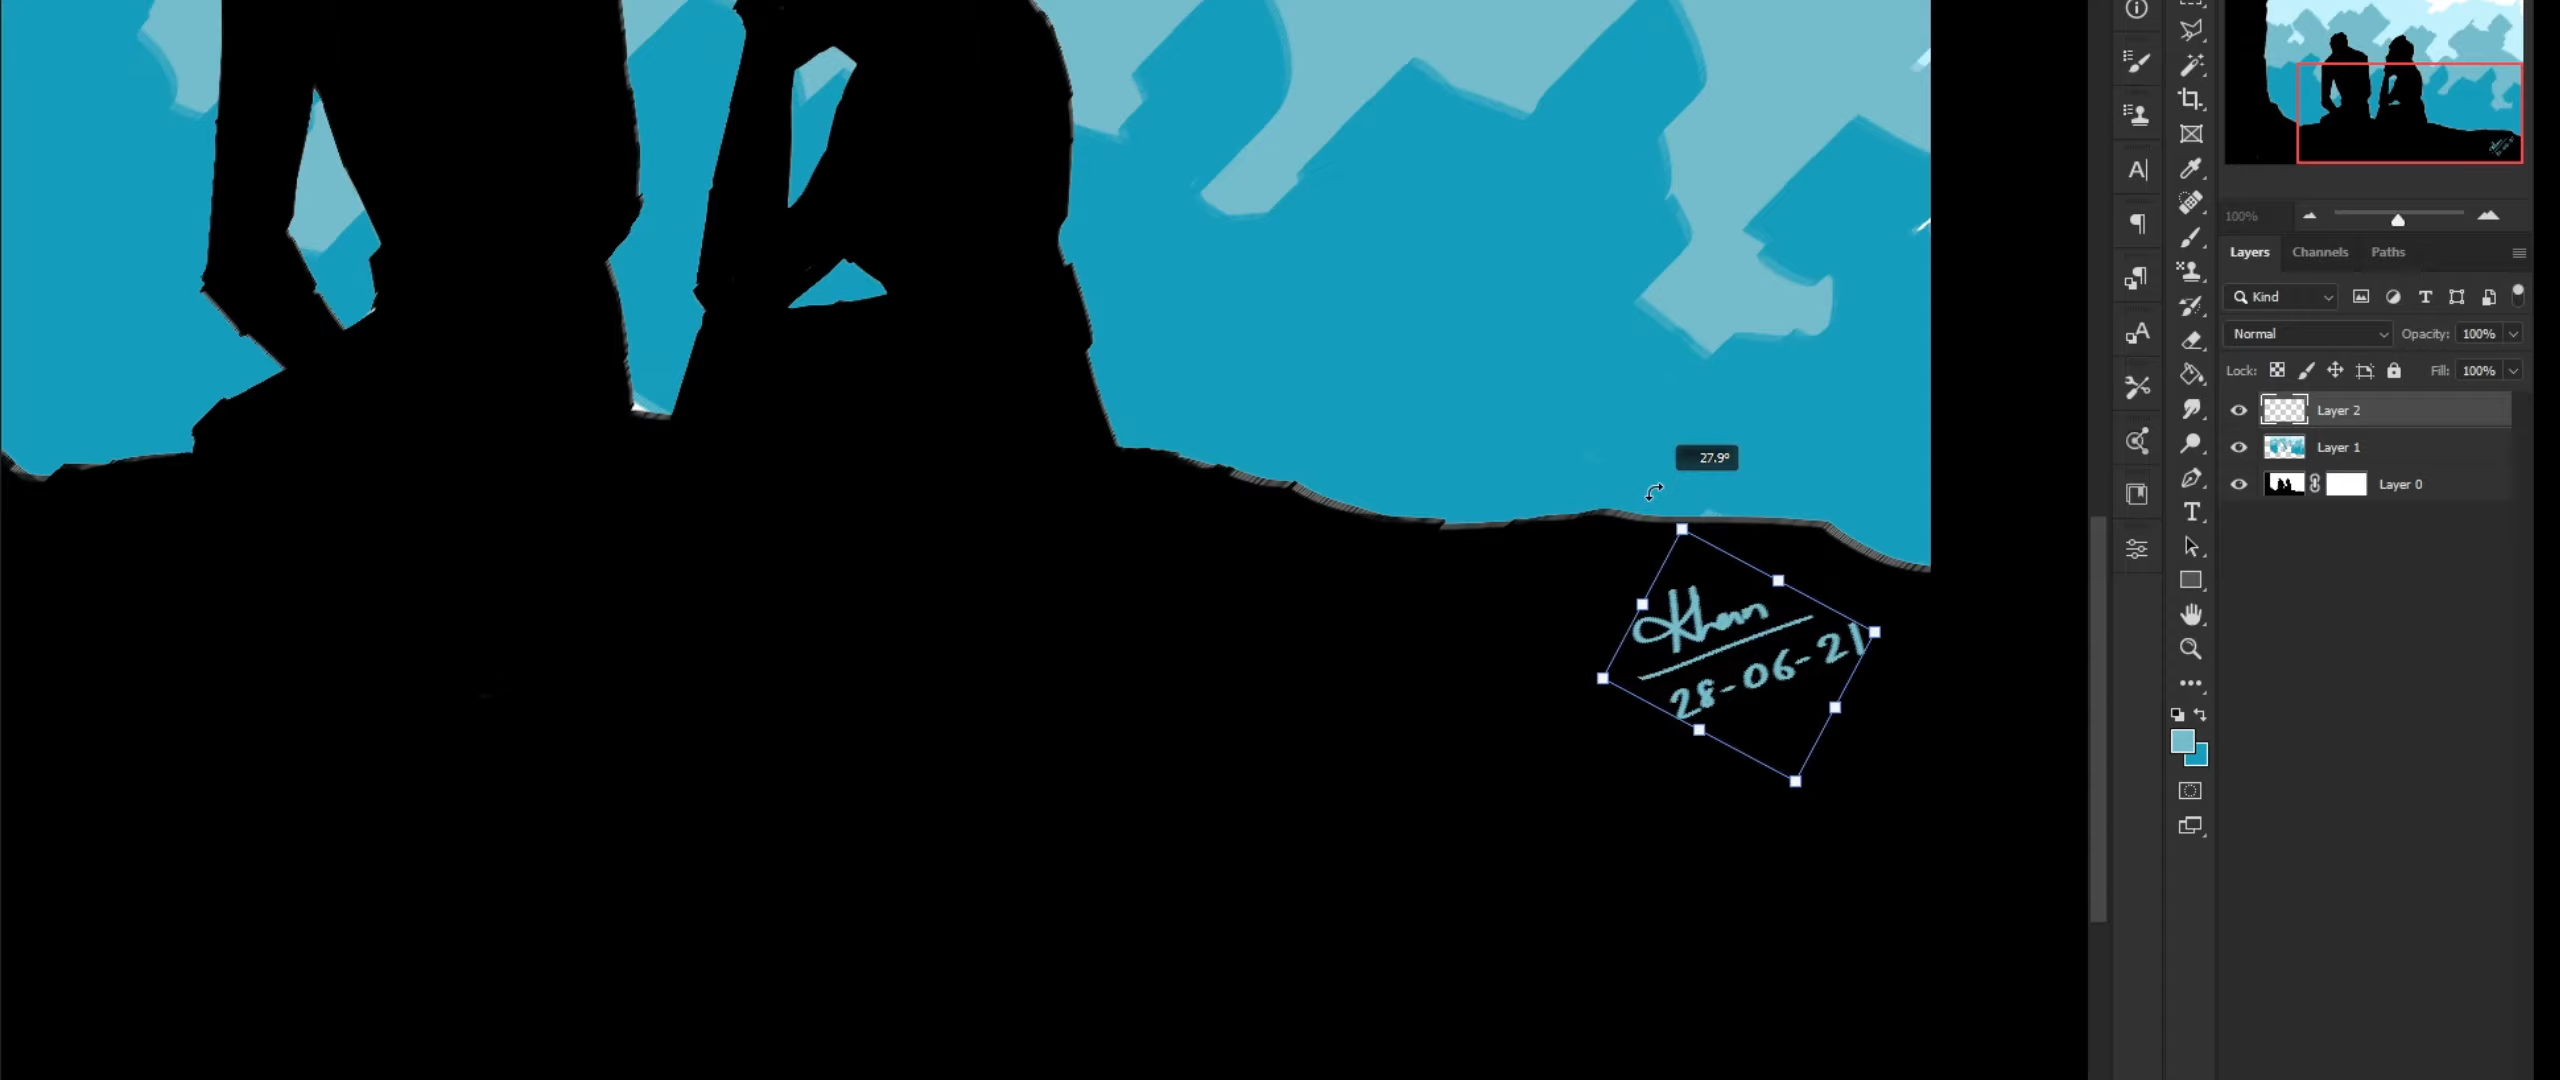 100%
Layers Channels Paths
Kind
Normal Opacity: 100%
Lock: Fill: 100%
Layer 2
Layer 1
Layer 0
27.9°
Khan
28-06-21